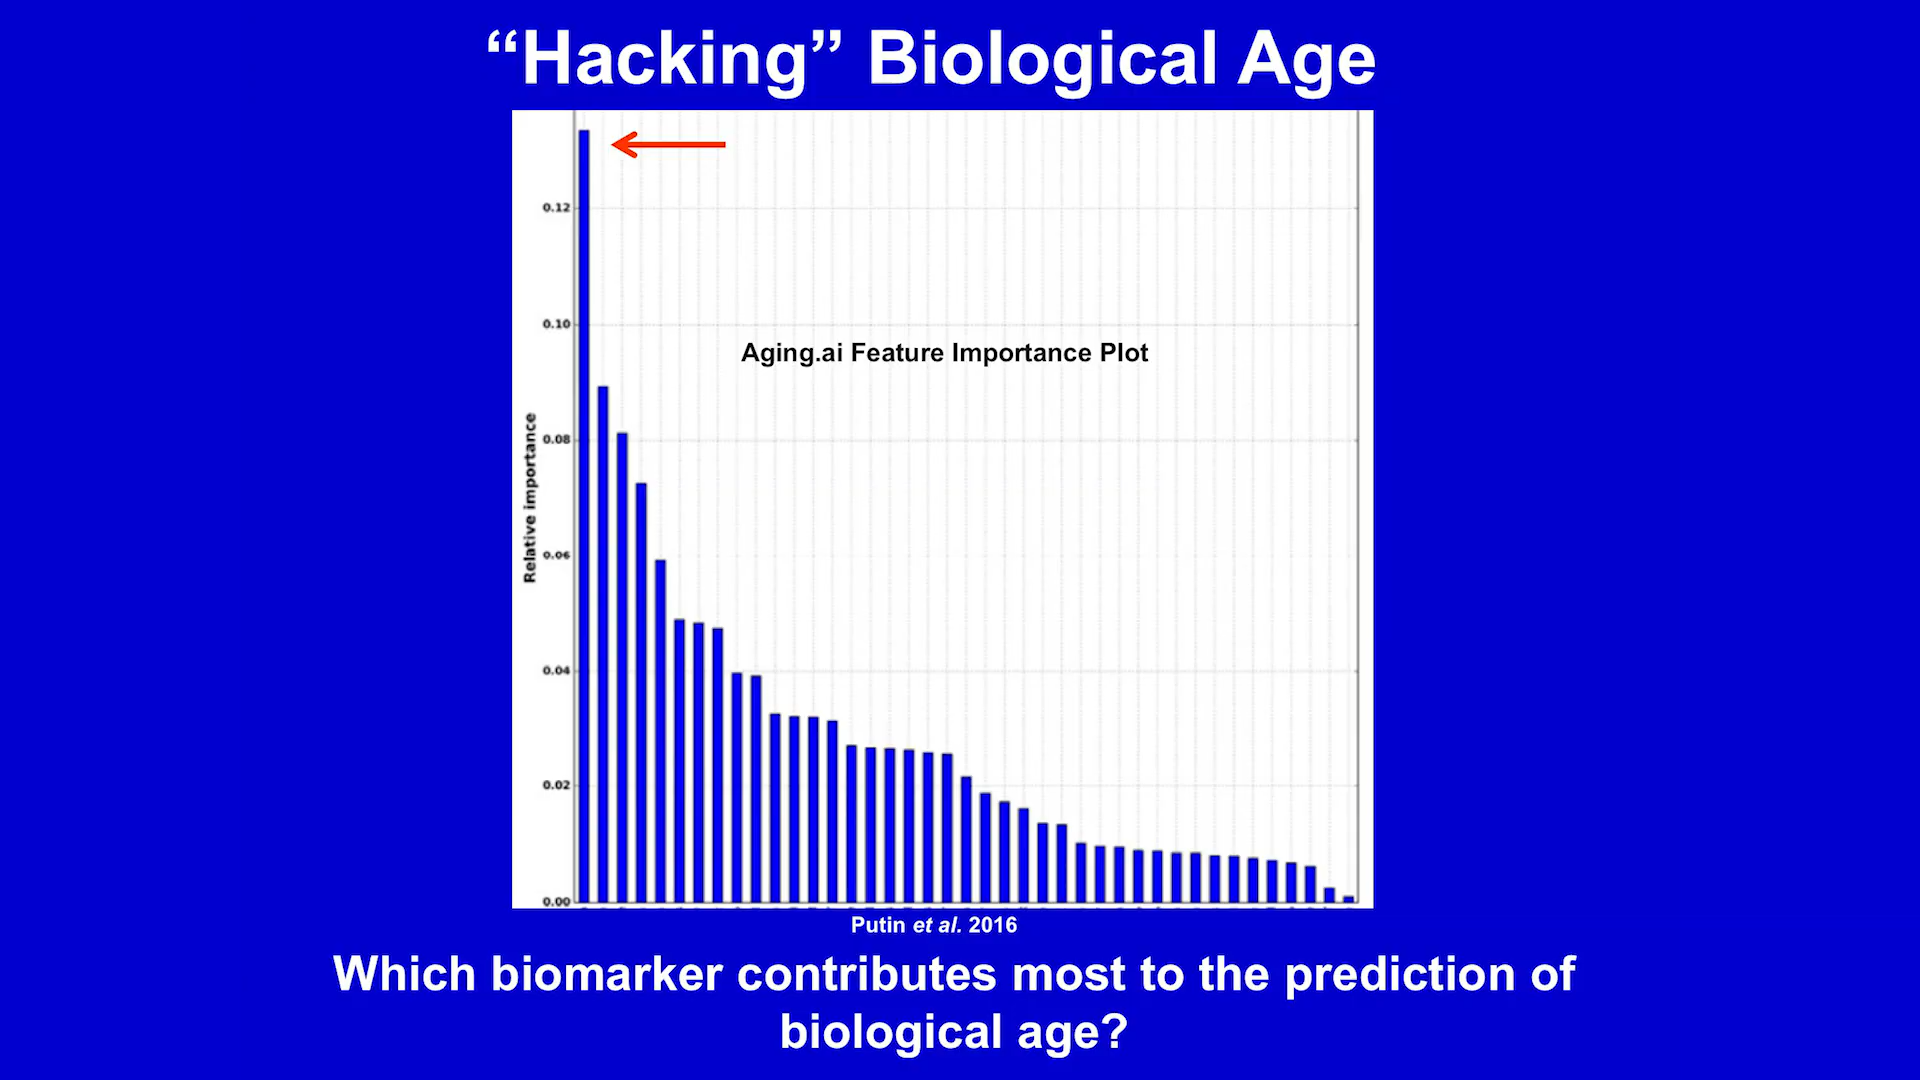 “Hacking” Biological Age
0.12
0.10
Aging.ai Feature Importance Plot
Relative importance
0.08
0.06
0.04
0.02
0.00
Putin et al. 2016
Which biomarker contributes most to the prediction of
biological age?